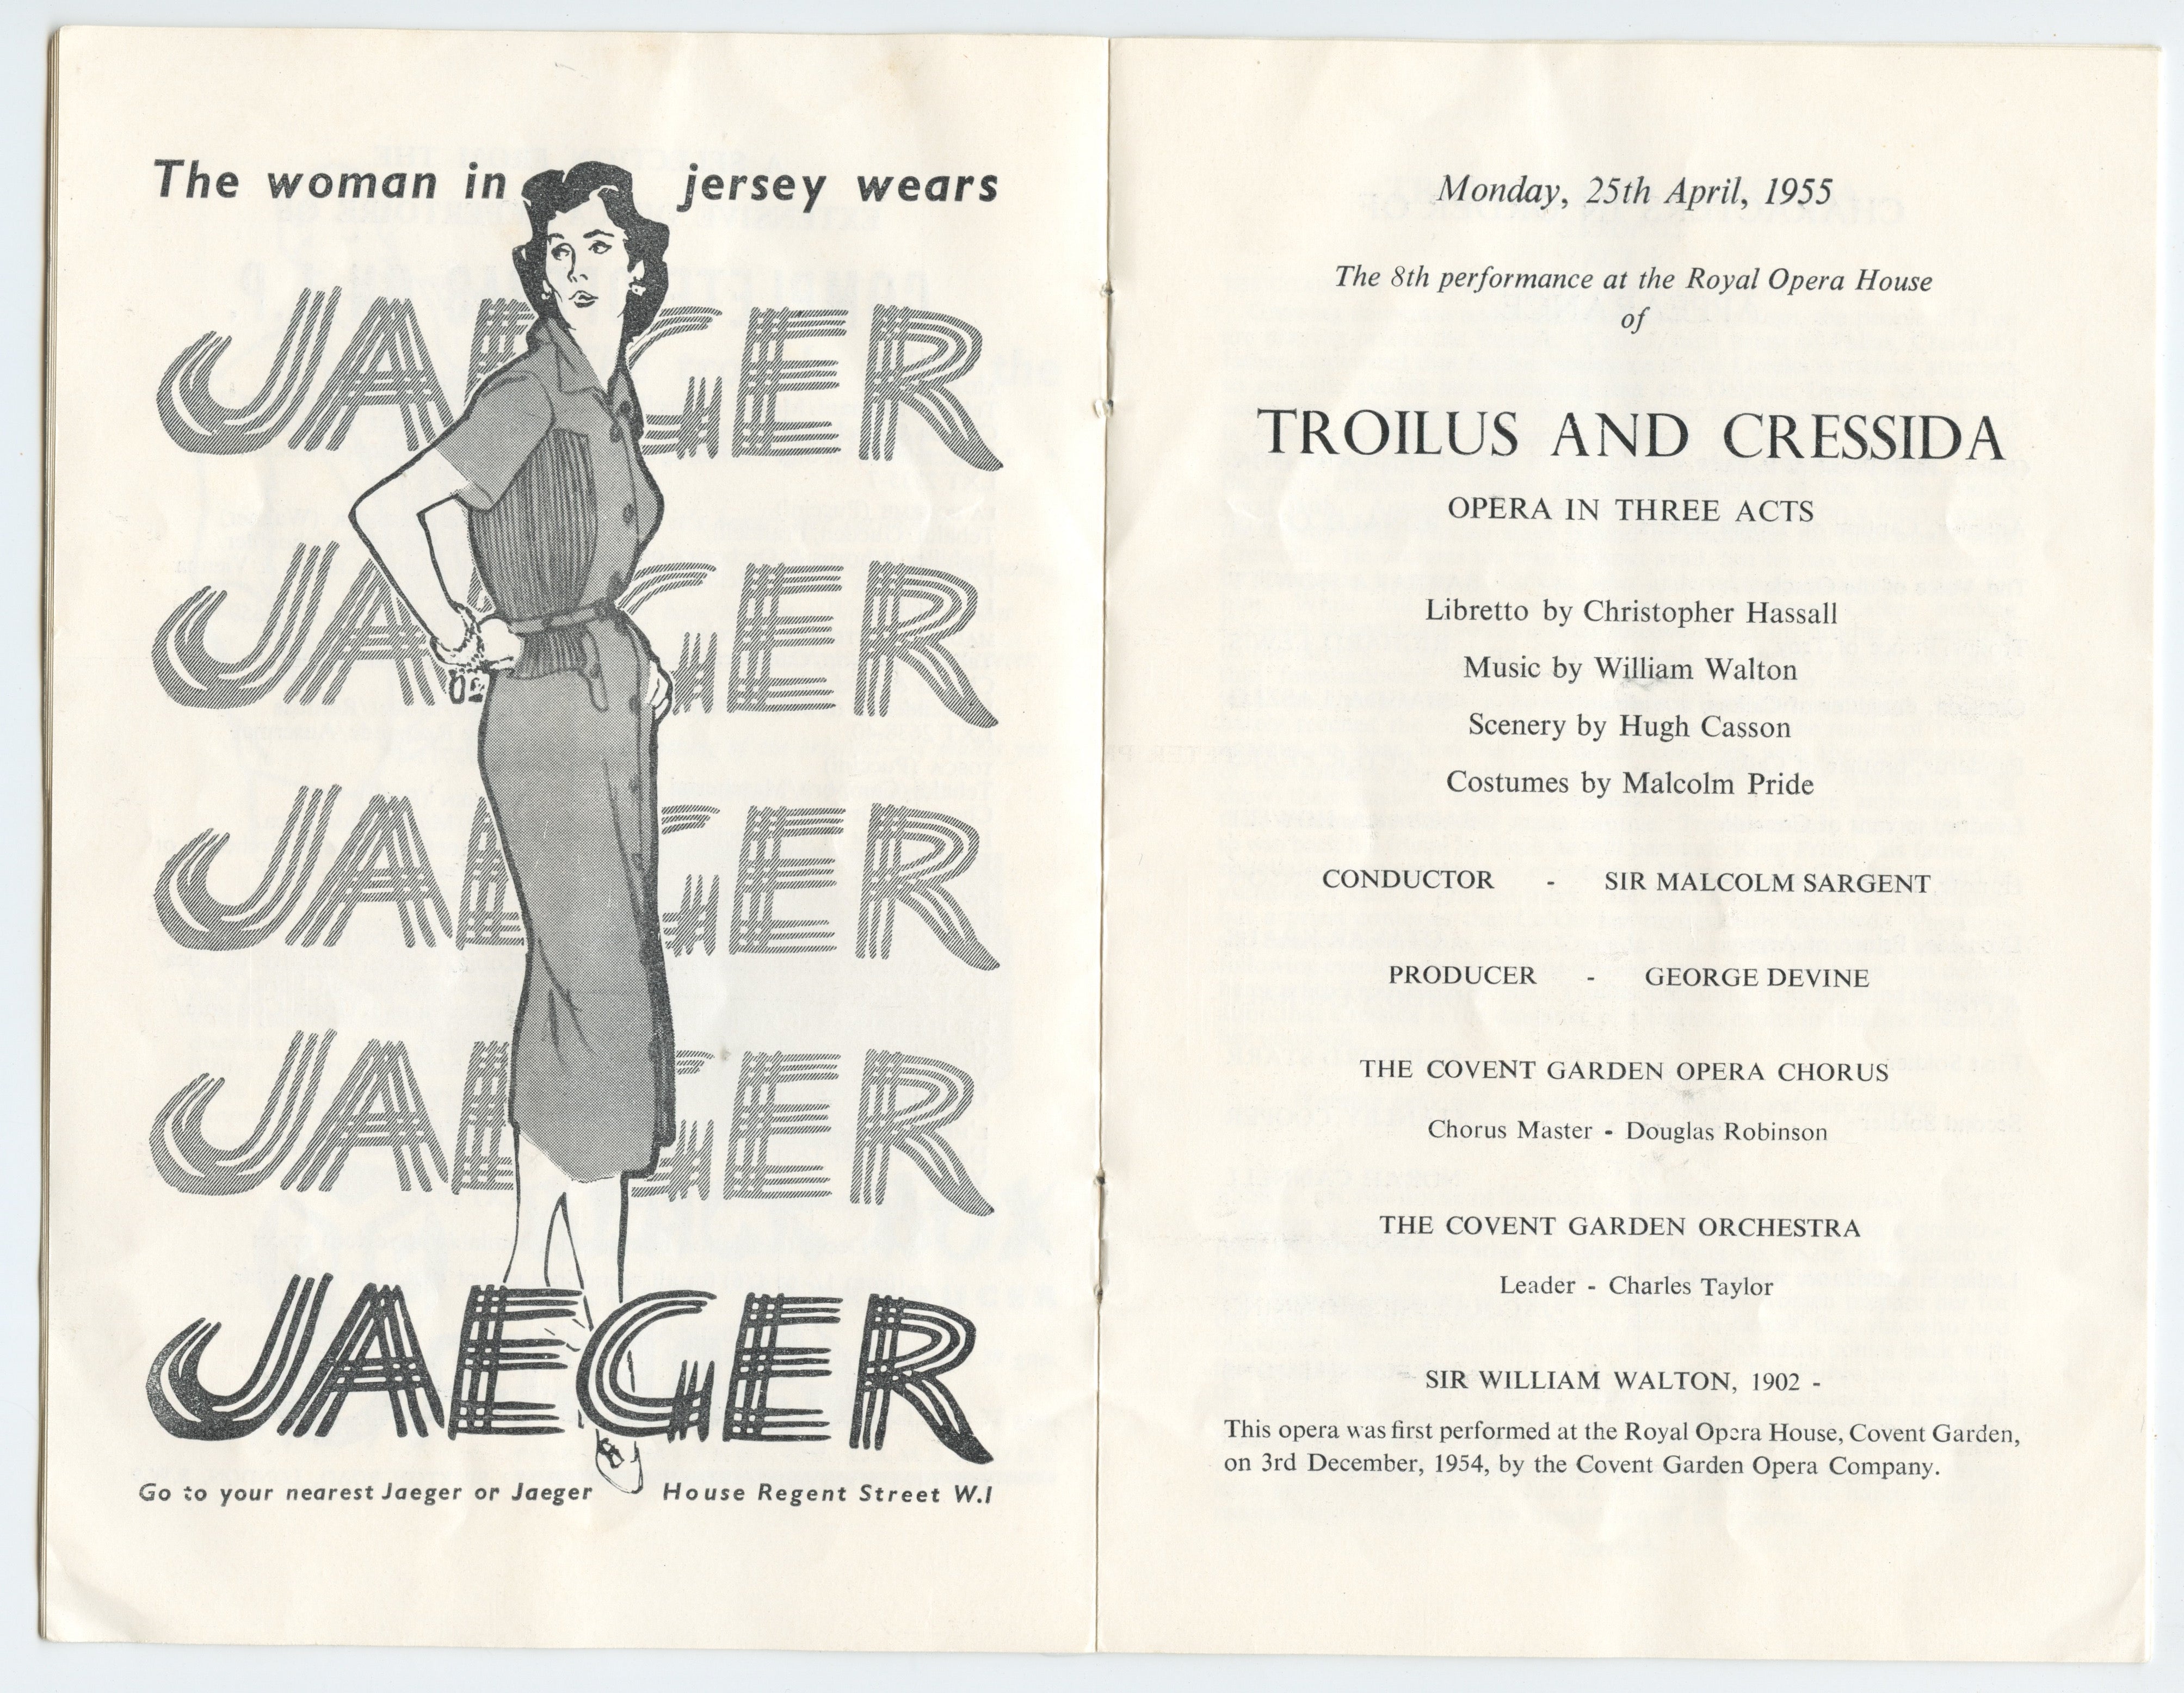 The woman in jersey wears
JAEGER
JAEGER
JAEGER
JAEGER
JAEGER
Go to your nearest Jaeger or Jaeger House Regent Street W.I
Monday, 25th April, 1955
The 8th performance at the Royal Opera House
of
TROILUS AND CRESSIDA
OPERA IN THREE ACTS
Libretto by Christopher Hassall
Music by William Walton
Scenery by Hugh Casson
Costumes by Malcolm Pride
CONDUCTOR - SIR MALCOLM SARGENT
PRODUCER - GEORGE DEVINE
THE COVENT GARDEN OPERA CHORUS
Chorus Master - Douglas Robinson
THE COVENT GARDEN ORCHESTRA
Leader - Charles Taylor
SIR WILLIAM WALTON, 1902 -
This opera was first performed at the Royal Opera House, Covent Garden,
on 3rd December, 1954, by the Covent Garden Opera Company.